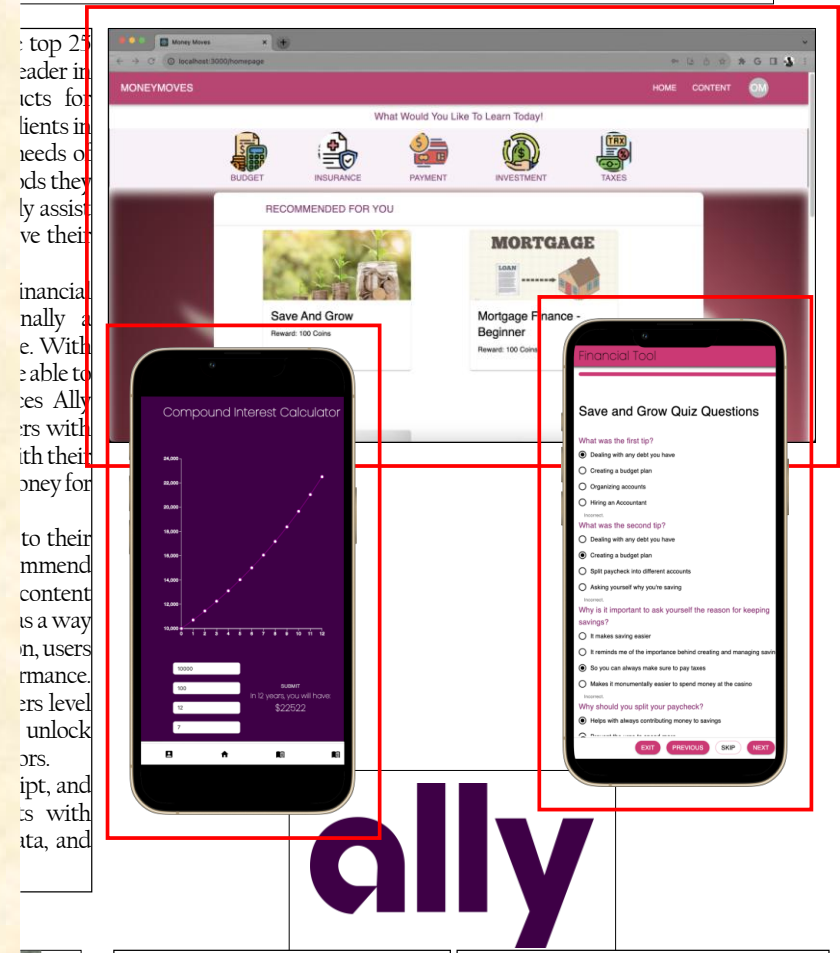 top 25
eader in
ucts for
lients in
needs of
ods they
ly assist
ve their
inancial
nally a
e. With
e able to
ces Ally
ers with
ith their
oney for
to their
mmend
content
as a way
on, users
rmance.
ers level
unlock
ors.
ipt, and
ts with
ata, and
Money Moves
localhost:3000/homepage
MONEYMOVES
HOME CONTENT OM
What Would You Like To Learn Today!
TAX
BUDGET INSURANCE PAYMENT INVESTMENT TAXES
RECOMMENDED FOR YOU
MORTGAGE
LOAN
Save And Grow
Reward: 100 Coins
Mortgage Finance -
Beginner
Reward: 100 Coins
Compound Interest Calculator
24,000
22,000
20,000
18,000
16,000
14,000
12,000
10,000
0 1 2 3 4 5 6 7 8 9 10 11 12
10000
100
12
7
SUBMIT
In 12 years, you will have:
$22522
Financial Tool
Save and Grow Quiz Questions
What was the first tip?
Dealing with any debt you have
Creating a budget plan
Organizing accounts
Hiring an Accountant
Incorrect.
What was the second tip?
Dealing with any debt you have
Creating a budget plan
Split paycheck into different accounts
Asking yourself why you're saving
Incorrect.
Why is it important to ask yourself the reason for keeping
savings?
It makes saving easier
It reminds me of the importance behind creating and managing savin
So you can always make sure to pay taxes
Makes it monumentally easier to spend money at the casino
Incorrect.
Why should you split your paycheck?
Helps with always contributing money to savings
EXIT PREVIOUS SKIP NEXT
ally